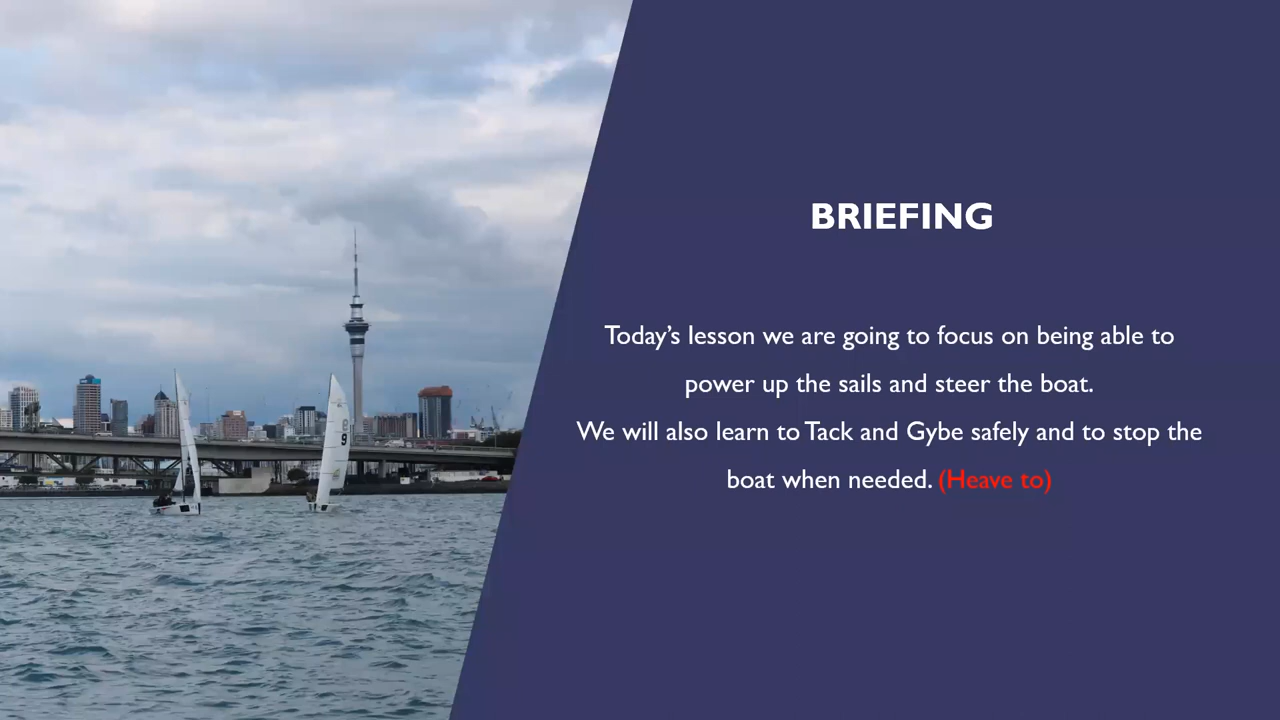 BRIEFING
Today's lesson we are going to focus on being able to
power up the sails and steer the boat.
We will also learn to Tack and Gybe safely and to stop the
boat when needed. (Heave to)
9